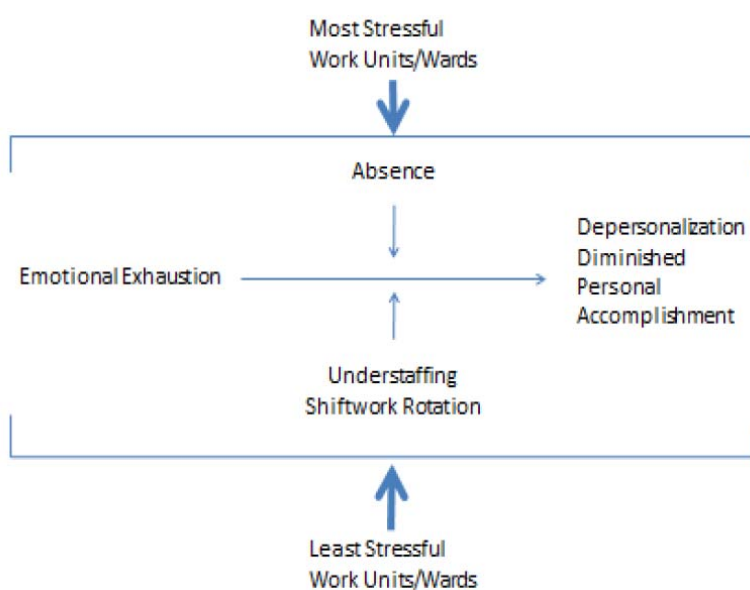 Most Stressful
Work Units/Wards
Absence
Emotional Exhaustion
Depersonalization
Diminished
Personal
Accomplishment
Understaffing
Shiftwork Rotation
Least Stressful
Work Units/Wards